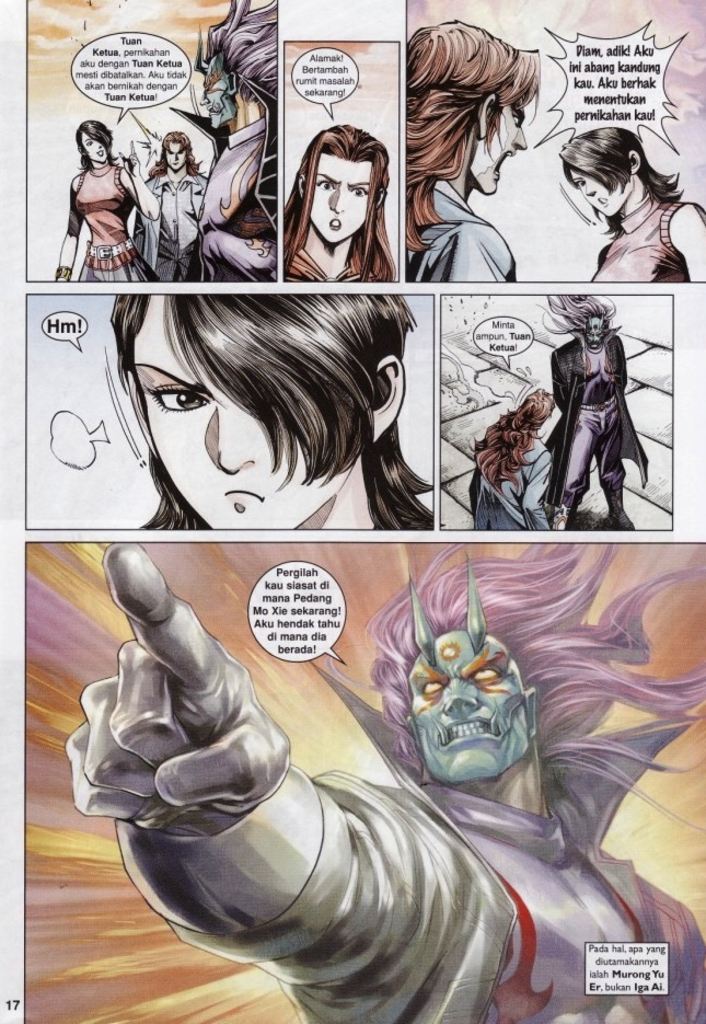 Tuan
Ketua, pernikahan
aku dengan Tuan Ketua
mesti dibatalkan. Aku tidak
akan bernikah dengan
Tuan Ketua!
Alamak!
Bertambah
rumit masalah
sekarang!
Diam, adik! Aku
ini abang kandung
kau. Aku berhak
menentukan
pernikahan kau!
Hm!
Minta
ampun, Tuan
Ketua!
Pergilah
kau siasat di
mana Pedang
Mo Xie sekarang!
Aku hendak tahu
di mana dia
berada!
Pada hal, apa yang
diutamakannya
ialah Murong Yu
Er, bukan Iga Ai.
17